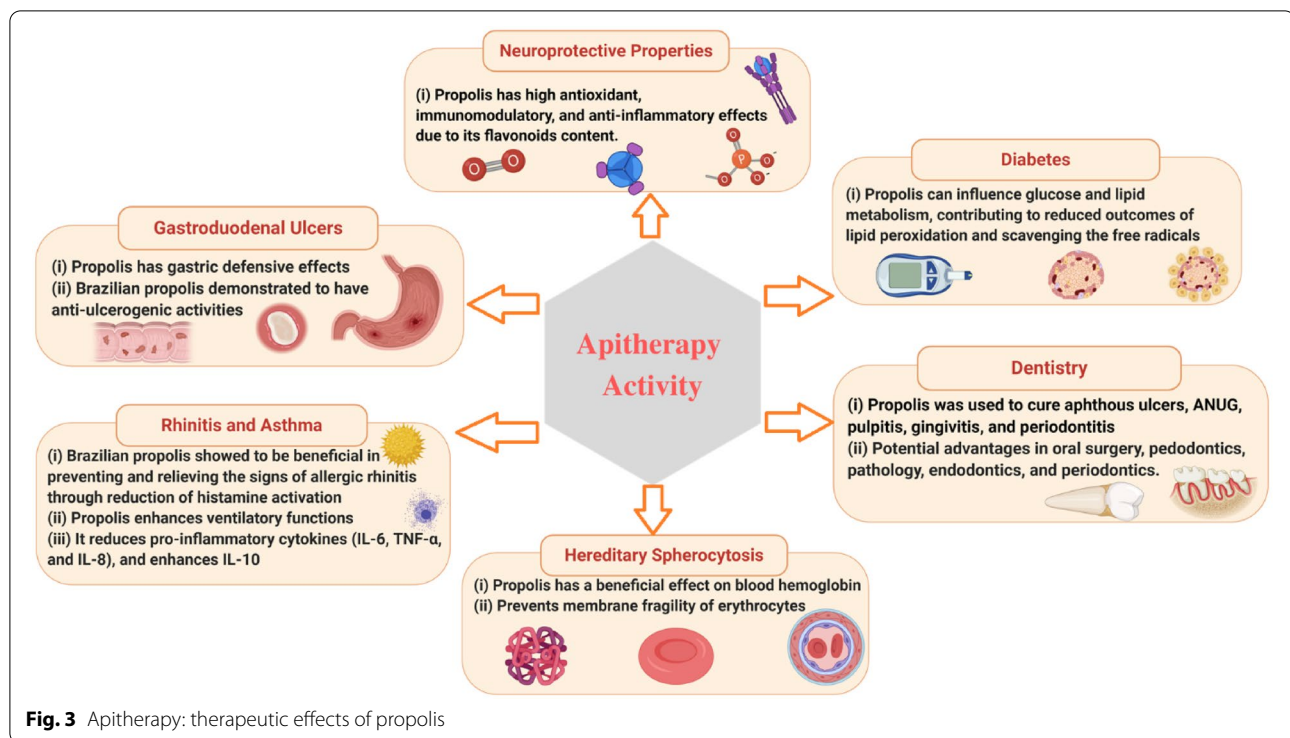 Neuroprotective Properties
(i) Propolis has high antioxidant,
immunomodulatory, and anti-inflammatory effects
due to its flavonoids content.
O
O
P
O
O
O
O
Diabetes
(i) Propolis can influence glucose and lipid
metabolism, contributing to reduced outcomes of
lipid peroxidation and scavenging the free radicals
Gastroduodenal Ulcers
(i) Propolis has gastric defensive effects
(ii) Brazilian propolis demonstrated to have
anti-ulcerogenic activities
Apitherapy
Activity
Dentistry
(i) Propolis was used to cure aphthous ulcers, ANUG,
pulpitis, gingivitis, and periodontitis
(ii) Potential advantages in oral surgery, pedodontics,
pathology, endodontics, and periodontics.
Rhinitis and Asthma
(i) Brazilian propolis showed to be beneficial in
preventing and relieving the signs of allergic rhinitis
through reduction of histamine activation
(ii) Propolis enhances ventilatory functions
(iii) It reduces pro-inflammatory cytokines (IL-6, TNF-α,
and IL-8), and enhances IL-10
Hereditary Spherocytosis
(i) Propolis has a beneficial effect on blood hemoglobin
(ii) Prevents membrane fragility of erythrocytes
Fig. 3 Apitherapy: therapeutic effects of propolis